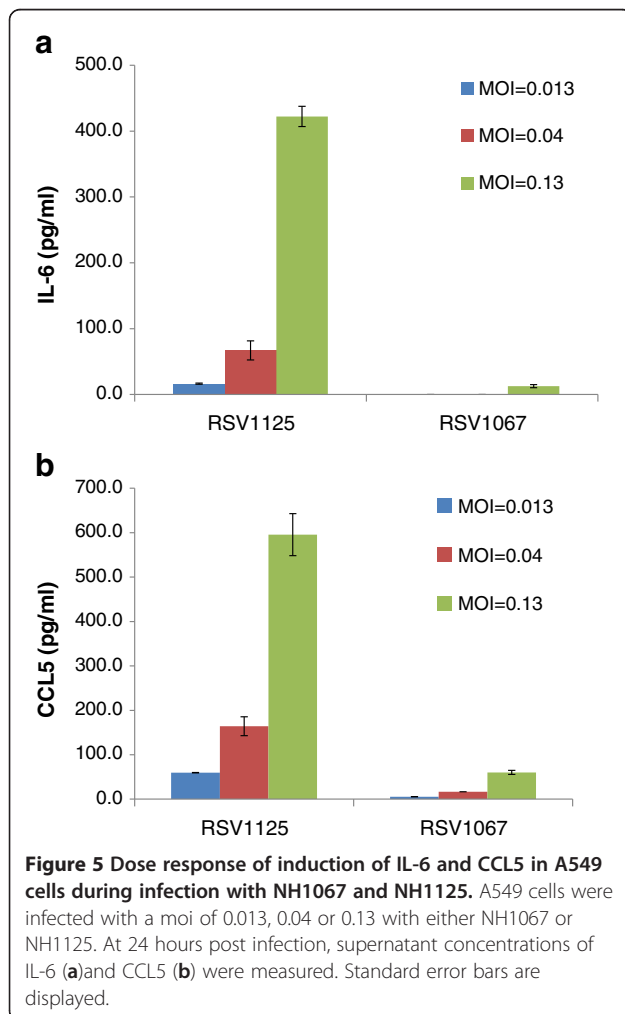 a
500.0
400.0
300.0
200.0
100.0
0.0
IL-6 (pg/ml)
MOI=0.013
MOI=0.04
MOI=0.13
RSV1125
RSV1067
b
700.0
600.0
500.0
400.0
300.0
200.0
100.0
0.0
CCL5 (pg/ml)
MOI=0.013
MOI=0.04
MOI=0.13
RSV1125
RSV1067
Figure 5 Dose response of induction of IL-6 and CCL5 in A549
cells during infection with NH1067 and NH1125. A549 cells were
infected with a moi of 0.013, 0.04 or 0.13 with either NH1067 or
NH1125. At 24 hours post infection, supernatant concentrations of
IL-6 (a)and CCL5 (b) were measured. Standard error bars are
displayed.